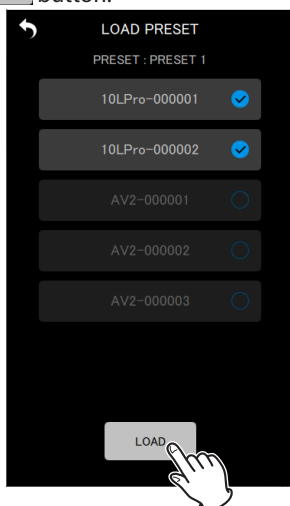 button.
LOAD PRESET
PRESET : PRESET 1
10LPro-000001
10LPro-000002
AV2-000001
AV2-000002
AV2-000003
LOAD